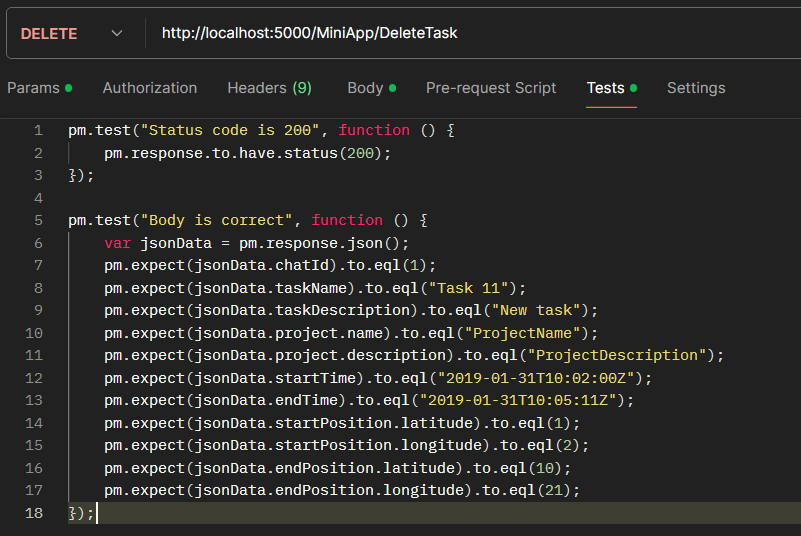 DELETE http://localhost:5000/MiniApp/DeleteTask
Params Authorization Headers (9) Body Pre-request Script Tests Settings
1 pm.test("Status code is 200", function () {
2 pm.response.to.have.status(200);
3 });
4
5 pm.test("Body is correct", function () {
6 var jsonData = pm.response.json();
7 pm.expect(jsonData.chatId).to.eql(1);
8 pm.expect(jsonData.taskName).to.eql("Task 11");
9 pm.expect(jsonData.taskDescription).to.eql("New task");
10 pm.expect(jsonData.project.name).to.eql("ProjectName");
11 pm.expect(jsonData.project.description).to.eql("ProjectDescription");
12 pm.expect(jsonData.startTime).to.eql("2019-01-31T10:02:00Z");
13 pm.expect(jsonData.endTime).to.eql("2019-01-31T10:05:11Z");
14 pm.expect(jsonData.startPosition.latitude).to.eql(1);
15 pm.expect(jsonData.startPosition.longitude).to.eql(2);
16 pm.expect(jsonData.endPosition.latitude).to.eql(10);
17 pm.expect(jsonData.endPosition.longitude).to.eql(21);
18 });